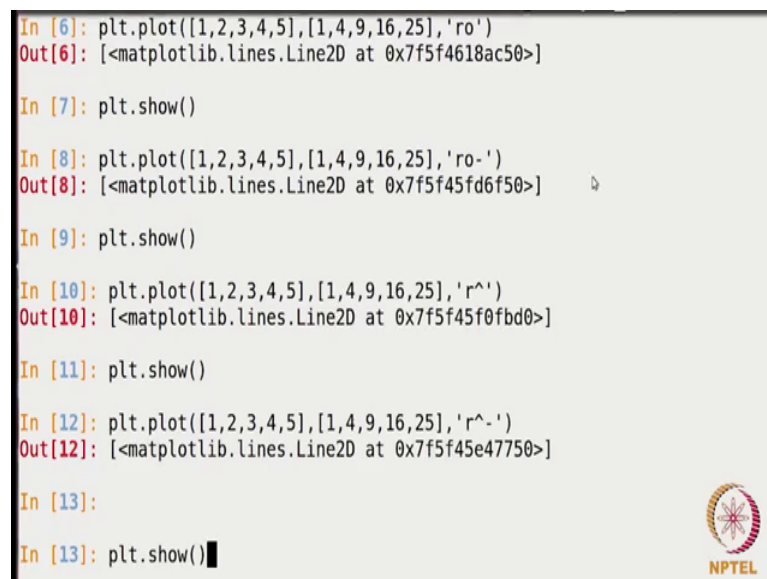 In [6]: plt.plot([1,2,3,4,5],[1,4,9,16,25],'ro')
Out[6]: [<matplotlib.lines.Line2D at 0x7f5f4618ac50>]
In [7]: plt.show()
In [8]: plt.plot([1,2,3,4,5],[1,4,9,16,25],'ro-')
Out[8]: [<matplotlib.lines.Line2D at 0x7f5f45fd6f50>]
In [9]: plt.show()
In [10]: plt.plot([1,2,3,4,5],[1,4,9,16,25],'r^')
Out[10]: [<matplotlib.lines.Line2D at 0x7f5f45f0fbd0>]
In [11]: plt.show()
In [12]: plt.plot([1,2,3,4,5],[1,4,9,16,25],'r^-')
Out[12]: [<matplotlib.lines.Line2D at 0x7f5f45e47750>]
In [13]:
In [13]: plt.show()
NPTEL